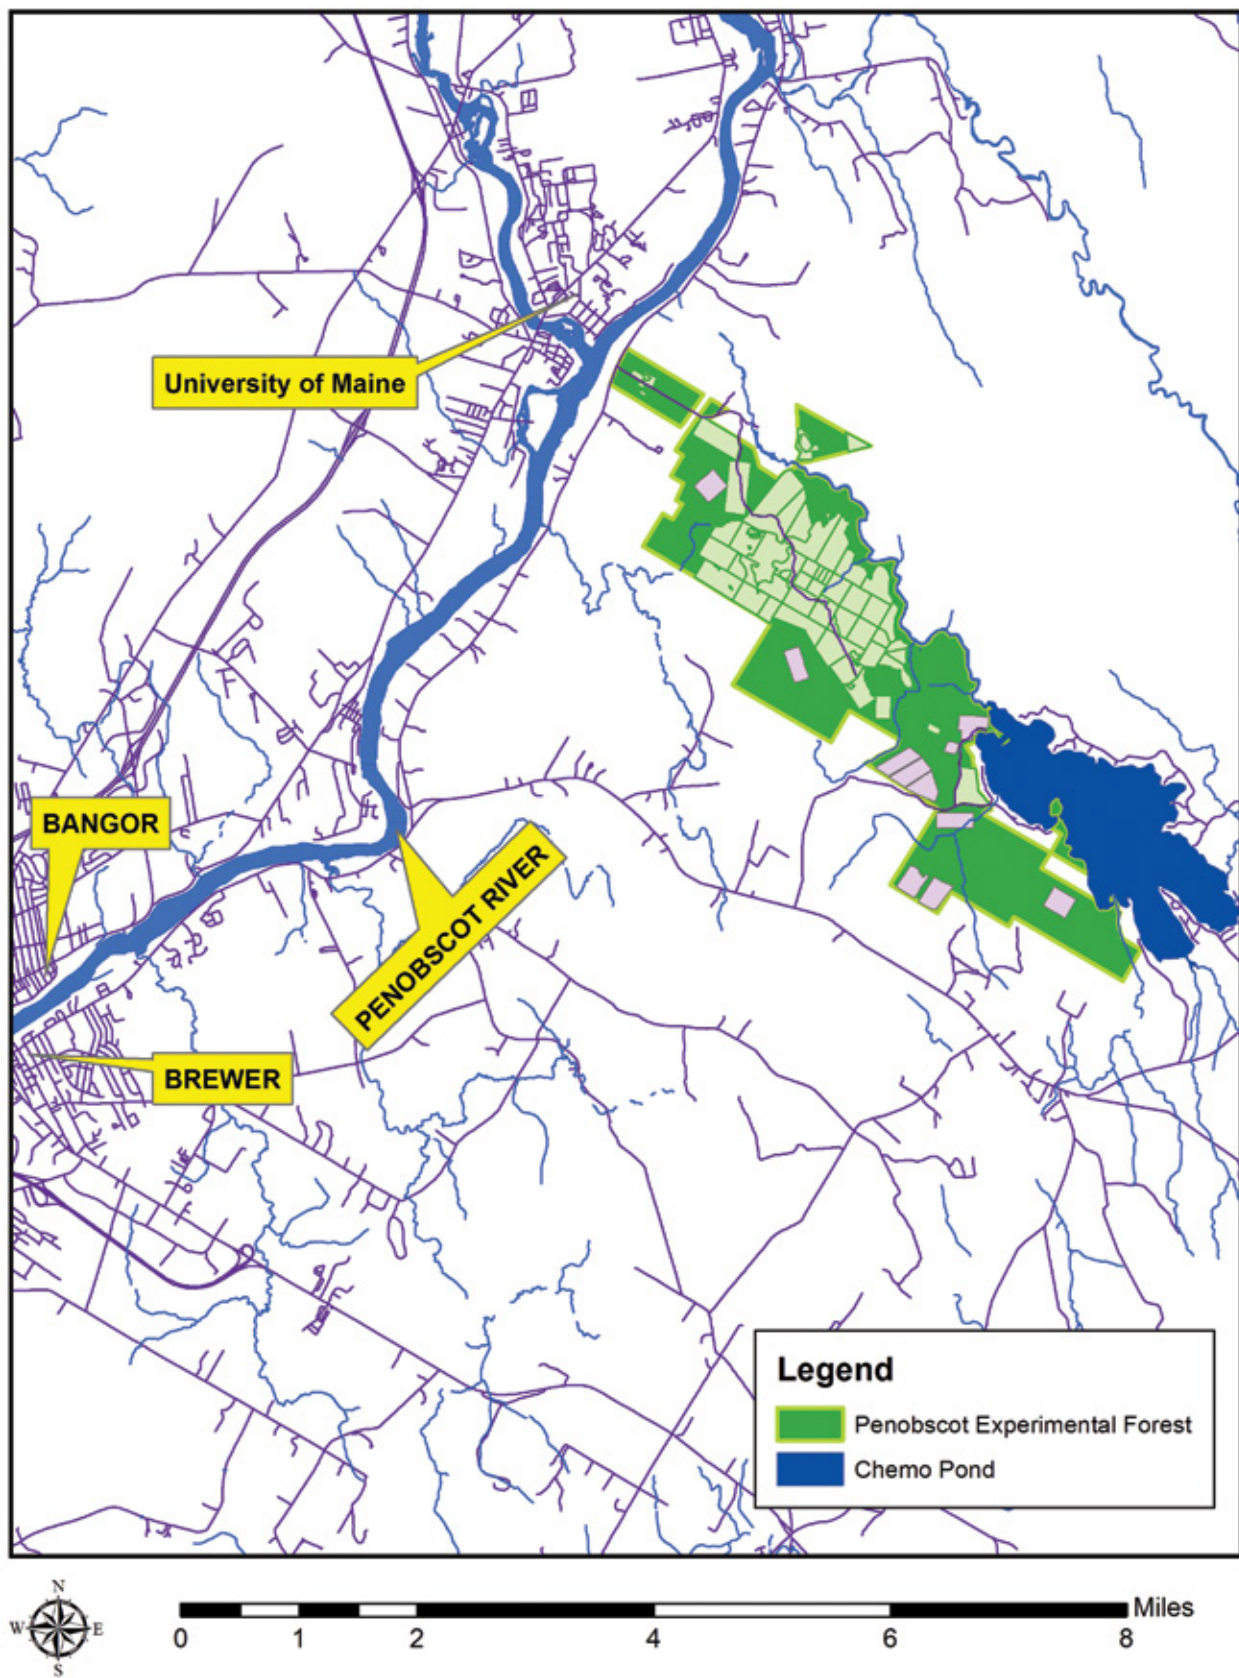 University of Maine
BANGOR
PENOBSCOT RIVER
BREWER
Legend
Penobscot Experimental Forest
Chemo Pond
N
W E
S
Miles
0 1 2 4 6 8